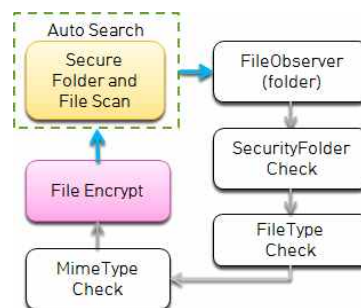 Auto Search
Secure
Folder and
File Scan
FileObserver
(folder)
SecurityFolder
Check
FileType
Check
MimeType
Check
File Encrypt